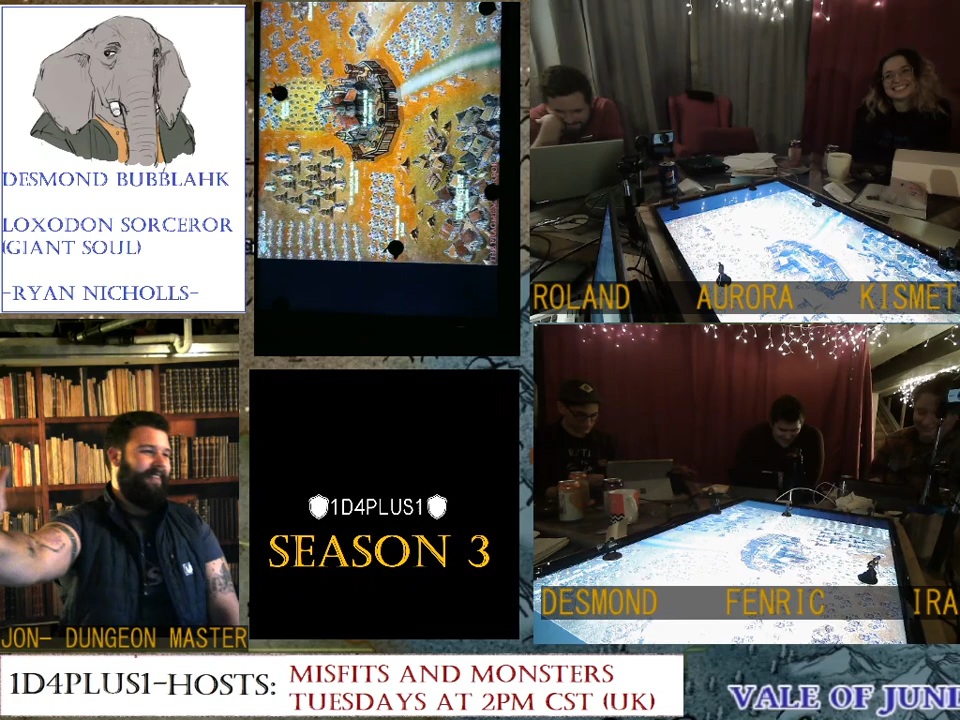 DESMOND BUBBLAHK
LOXODON SORCEROR
(GIANT SOUL)
-RYAN NICHOLLS-
ROLAND AURORA KISMET
JON- DUNGEON MASTER
1D4PLUS1
SEASON 3
DESMOND FENRIC IRA
1D4PLUS1-HOSTS:
MISFITS AND MONSTERS
TUESDAYS AT 2PM CST (UK)
VALE OF JUNE